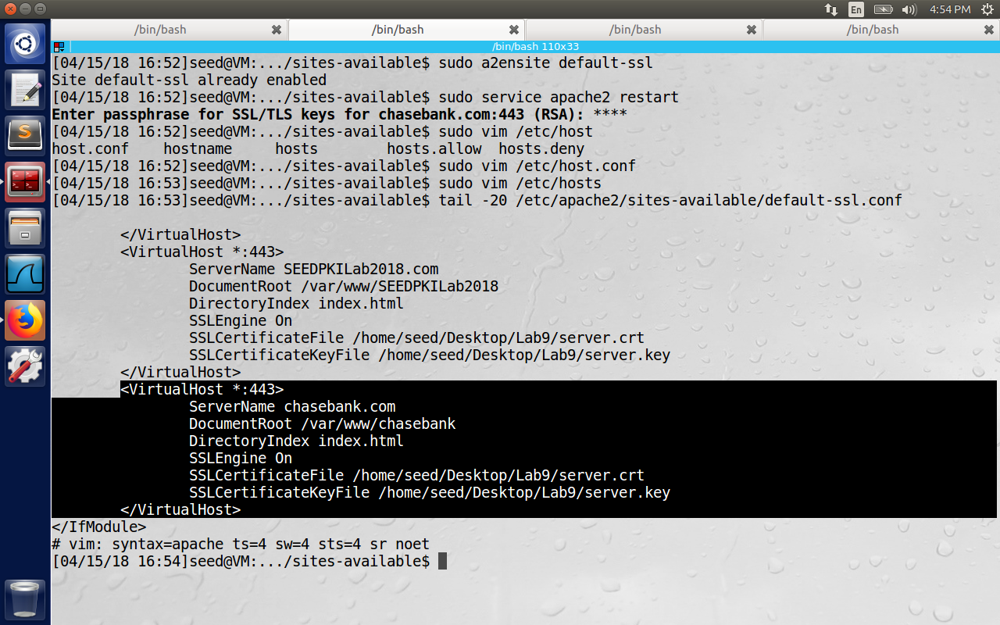 En
4:54 PM
/bin/bash
/bin/bash
/bin/bash
/bin/bash
/bin/bash 110x33
[04/15/18 16:52]seed@VM:.../sites-available$ sudo a2ensite default-ssl
Site default-ssl already enabled
[04/15/18 16:52]seed@VM:.../sites-available$ sudo service apache2 restart
Enter passphrase for SSL/TLS keys for chasebank.com:443 (RSA): ****
[04/15/18 16:52]seed@VM:.../sites-available$ sudo vim /etc/host
host.conf    hostname     hosts        hosts.allow  hosts.deny
[04/15/18 16:52]seed@VM:.../sites-available$ sudo vim /etc/host.conf
[04/15/18 16:53]seed@VM:.../sites-available$ sudo vim /etc/hosts
[04/15/18 16:53]seed@VM:.../sites-available$ tail -20 /etc/apache2/sites-available/default-ssl.conf
</VirtualHost>
<VirtualHost *:443>
ServerName SEEDPKILab2018.com
DocumentRoot /var/www/SEEDPKILab2018
DirectoryIndex index.html
SSLEngine On
SSLCertificateFile /home/seed/Desktop/Lab9/server.crt
SSLCertificateKeyFile /home/seed/Desktop/Lab9/server.key
</VirtualHost>
<VirtualHost *:443>
ServerName chasebank.com
DocumentRoot /var/www/chasebank
DirectoryIndex index.html
SSLEngine On
SSLCertificateFile /home/seed/Desktop/Lab9/server.crt
SSLCertificateKeyFile /home/seed/Desktop/Lab9/server.key
</VirtualHost>
</IfModule>
# vim: syntax=apache ts=4 sw=4 sts=4 sr noet
[04/15/18 16:54]seed@VM:.../sites-available$